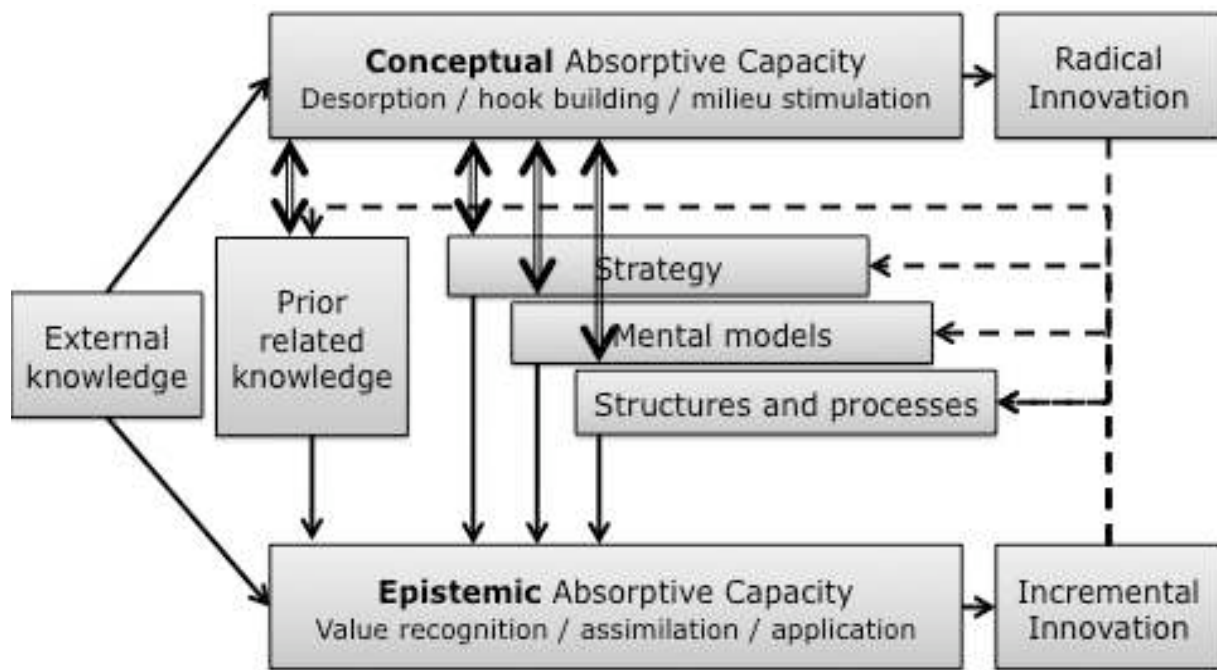 Conceptual Absorptive Capacity
Desorption / hook building / milieu stimulation
Radical
Innovation
External
knowledge
Prior
related
knowledge
Strategy
Mental models
Structures and processes
Epistemic Absorptive Capacity
Value recognition / assimilation / application
Incremental
Innovation